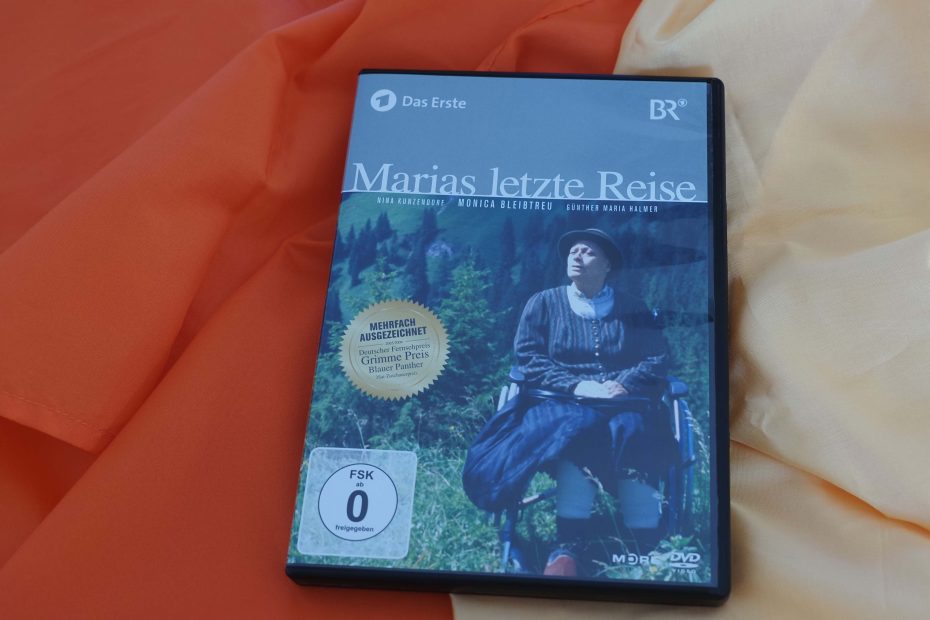 Das Erste
BR
Marias letzte Reise
NINA KUNZENDORF MONICA BLEIBTREU GÜNTHER MARIA HALMER
MEHRFACH
AUSGEZEICHNET
Deutscher Fernsehpreis
Grimme Preis
Blauer Panther
FSK
ab
0
freigegeben
DVD
VIDEO